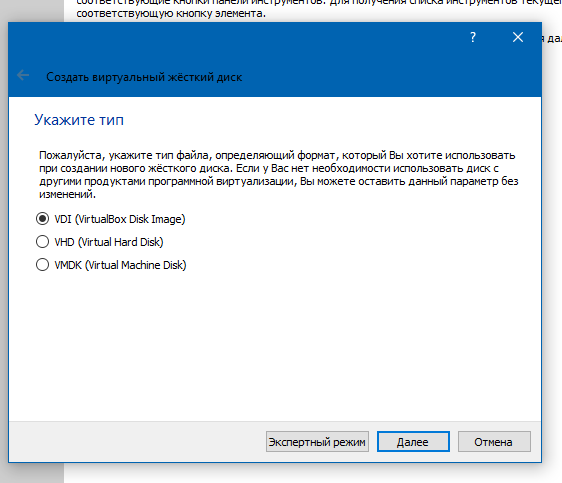 соответствующие кнопки панели инструментов. Для получения списка инструментов текущег
соответствующую кнопку элемента.
?
я дал
Создать виртуальный жёсткий диск
Укажите тип
Пожалуйста, укажите тип файла, определяющий формат, который Вы хотите использовать
при создании нового жёсткого диска. Если у Вас нет необходимости использовать диск с
другими продуктами программной виртуализации, Вы можете оставить данный параметр без
изменений.
VDI (VirtualBox Disk Image)
VHD (Virtual Hard Disk)
VMDK (Virtual Machine Disk)
Экспертный режим Далее Отмена